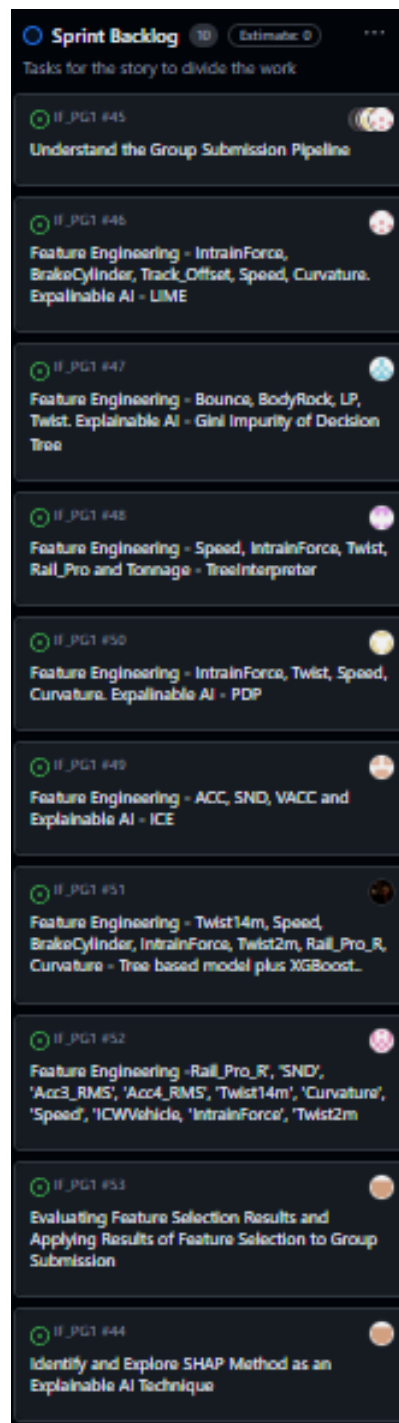 Sprint Backlog 10 Estimate: 0
Tasks for the story to divide the work
IF_PG1 #45
Understand the Group Submission Pipeline
IF_PG1 #46
Feature Engineering - IntrainForce,
BrakeCylinder, Track_Offset, Speed, Curvature.
Expalinable AI - LIME
IF_PG1 #47
Feature Engineering - Bounce, BodyRock, LP,
Twist. Explainable AI - Gini Impurity of Decision
Tree
IF_PG1 #48
Feature Engineering - Speed, IntrainForce, Twist,
Rail_Pro and Tonnage - TreeInterpreter
IF_PG1 #50
Feature Engineering - IntrainForce, Twist, Speed,
Curvature. Expalinable AI - PDP
IF_PG1 #49
Feature Engineering - ACC, SND, VACC and
Explainable AI - ICE
IF_PG1 #51
Feature Engineering - Twist14m, Speed,
BrakeCylinder, IntrainForce, Twist2m, Rail_Pro_R,
Curvature - Tree based model plus XGBoost..
IF_PG1 #52
Feature Engineering -Rail_Pro_R', 'SND',
'Acc3_RMS', 'Acc4_RMS', 'Twist14m', 'Curvature',
'Speed', 'ICWVehicle, 'IntrainForce', 'Twist2m
IF_PG1 #53
Evaluating Feature Selection Results and
Applying Results of Feature Selection to Group
Submission
IF_PG1 #44
Identify and Explore SHAP Method as an
Explainable AI Technique